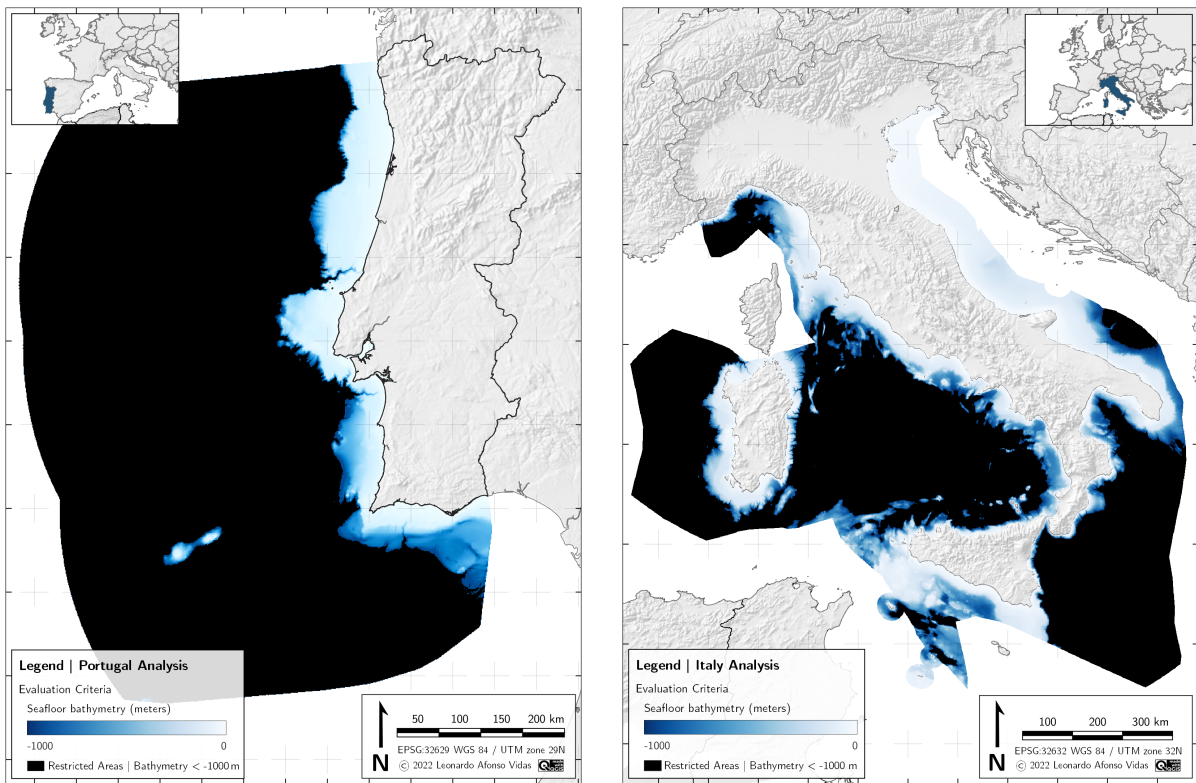 Legend | Portugal Analysis
Evaluation Criteria
Seafloor bathymetry (meters)
-1000 0
Restricted Areas | Bathymetry < -1000 m
50 100 150 200 km
N
EPSG:32629 WGS 84 / UTM zone 29N
© 2022 Leonardo Afonso Vidas
Legend | Italy Analysis
Evaluation Criteria
Seafloor bathymetry (meters)
-1000 0
Restricted Areas | Bathymetry < -1000 m
100 200 300 km
N
EPSG:32632 WGS 84 / UTM zone 32N
© 2022 Leonardo Afonso Vidas